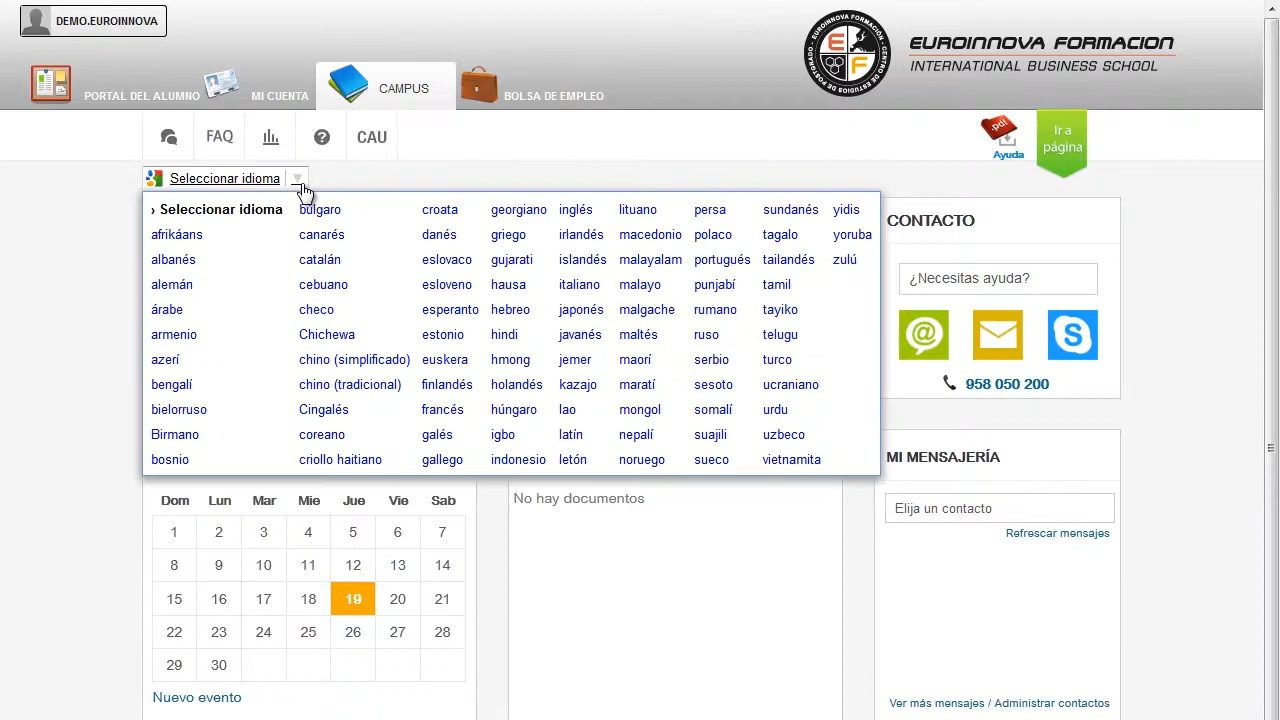 DEMO.EUROINNOVA
EUROINNOVA FORMACIÓN · CENTRO DE ESTUDIOS DE POSTGRADO ·
E
F
EUROINNOVA FORMACION
INTERNATIONAL BUSINESS SCHOOL
PORTAL DEL ALUMNO
MI CUENTA
CAMPUS
BOLSA DE EMPLEO
FAQ
?
CAU
.pdf
Ayuda
Ir a
página
Seleccionar idioma
› Seleccionar idioma búlgaro croata georgiano inglés lituano persa sundanés yidis
afrikáans canarés danés griego irlandés macedonio polaco tagalo yoruba
albanés catalán eslovaco gujarati islandés malayalam portugués tailandés zulú
alemán cebuano esloveno hausa italiano malayo punjabí tamil
árabe checo esperanto hebreo japonés malgache rumano tayiko
armenio Chichewa estonio hindi javanés maltés ruso telugu
azerí chino (simplificado) euskera hmong jemer maorí serbio turco
bengalí chino (tradicional) finlandés holandés kazajo maratí sesoto ucraniano
bielorruso Cingalés francés húngaro lao mongol somalí urdu
Birmano coreano galés igbo latín nepalí suajili uzbeco
bosnio criollo haitiano gallego indonesio letón noruego sueco vietnamita
CONTACTO
¿Necesitas ayuda?
@
S
958 050 200
MI MENSAJERÍA
Elija un contacto
Refrescar mensajes
Ver más mensajes / Administrar contactos
Dom Lun Mar Mie Jue Vie Sab
1 2 3 4 5 6 7
8 9 10 11 12 13 14
15 16 17 18 19 20 21
22 23 24 25 26 27 28
29 30
Nuevo evento
No hay documentos